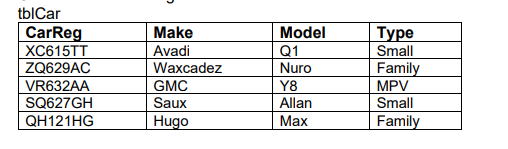 tblCar
CarReg Make Model Type
XC615TT Avadi Q1 Small
ZQ629AC Waxcadez Nuro Family
VR632AA GMC Y8 MPV
SQ627GH Saux Allan Small
QH121HG Hugo Max Family